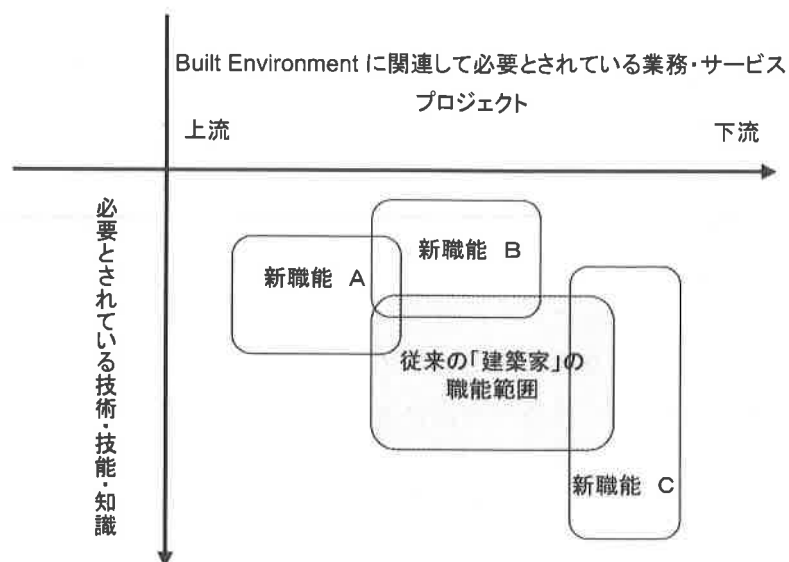 Built Environment に関連して必要とされている業務・サービス
プロジェクト
上流
下流
必要とされている技術・技能・知識
新職能 A
新職能 B
従来の「建築家」の
職能範囲
新職能 C